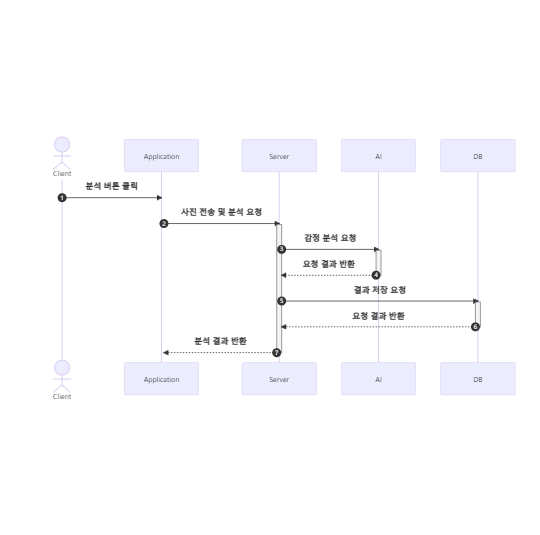 Application
Server
AI
DB
Client
분석 버튼 클릭
1
사진 전송 및 분석 요청
2
감정 분석 요청
3
요청 결과 반환
4
결과 저장 요청
5
요청 결과 반환
6
분석 결과 반환
7
Application
Server
AI
DB
Client